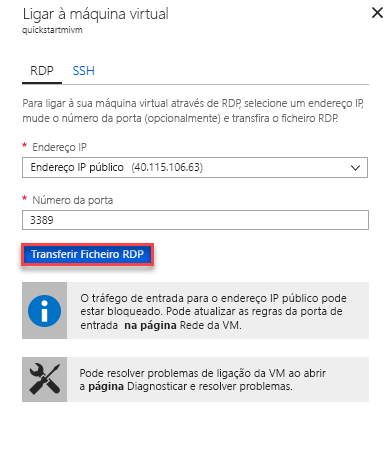 Ligar à máquina virtual
quickstartmivm
RDP SSH
Para ligar à sua máquina virtual através de RDP, selecione um endereço IP,
mude o número da porta (opcionalmente) e transfira o ficheiro RDP.
* Endereço IP
Endereço IP público (40.115.106.63)
* Número da porta
3389
Transferir Ficheiro RDP
O tráfego de entrada para o endereço IP público pode
estar bloqueado. Pode atualizar as regras da porta de
entrada na página Rede da VM.
Pode resolver problemas de ligação da VM ao abrir
a página Diagnosticar e resolver problemas.